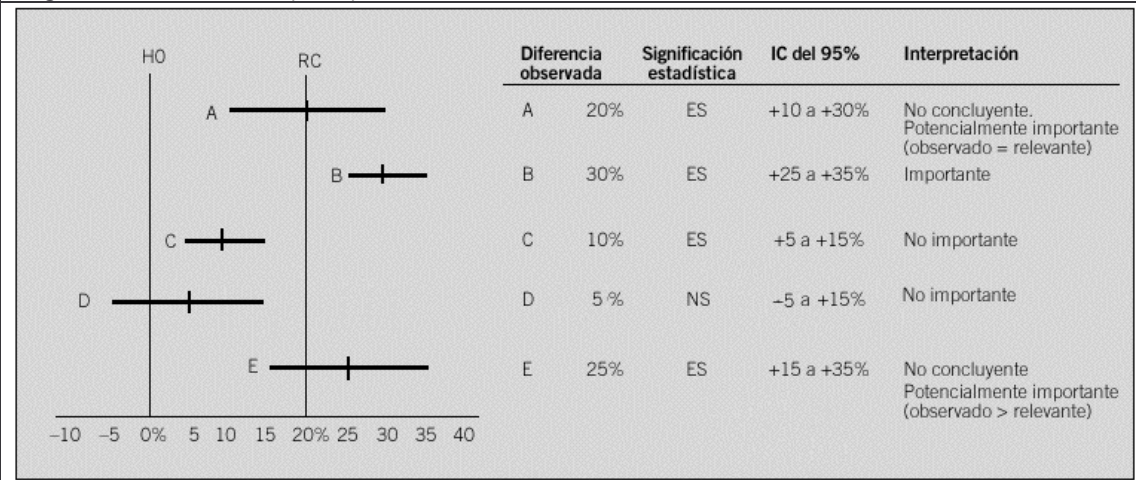 H0
RC
A
B
C
D
E
−10 −5 0% 5 10 15 20% 25 30 35 40
Diferencia observada Significación estadística IC del 95% Interpretación
A 20% ES +10 a +30% No concluyente.
Potencialmente importante
(observado = relevante)
B 30% ES +25 a +35% Importante
C 10% ES +5 a +15% No importante
D 5 % NS −5 a +15% No importante
E 25% ES +15 a +35% No concluyente
Potencialmente importante
(observado > relevante)